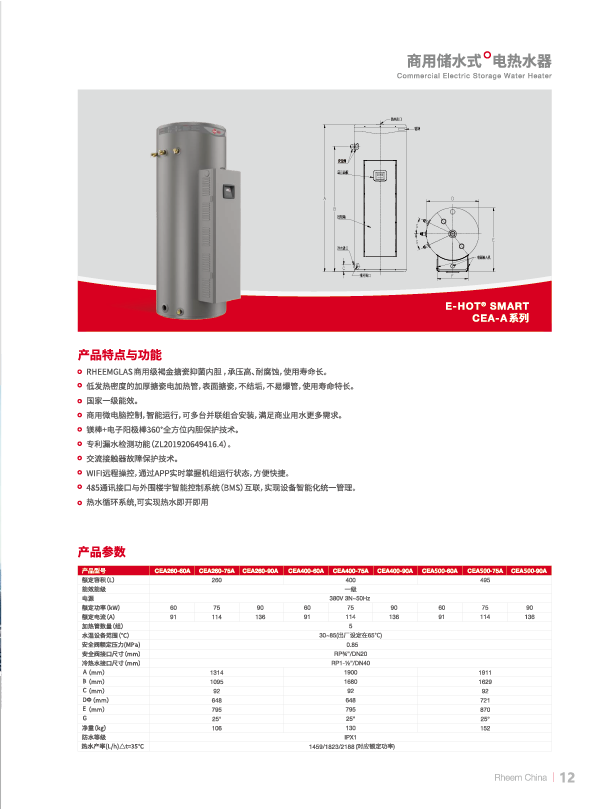 商用储水式 电热水器
Commercial Electric Storage Water Heater
E-HOT® SMART
CEA-A系列
产品特点与功能
RHEEMGLAS商用级褐金搪瓷抑菌内胆，承压高、耐腐蚀，使用寿命长。
低发热密度的加厚搪瓷电加热管，表面搪瓷，不结垢，不易爆管，使用寿命特长。
国家一级能效。
商用微电脑控制，智能运行，可多台并联组合安装，满足商业用水更多需求。
镁棒+电子阳极棒360°全方位内胆保护技术。
专利漏水检测功能（ZL201920649416.4）。
交流接触器故障保护技术。
WIFI远程操控，通过APP实时掌握机组运行状态，方便快捷。
485通讯接口与外围楼宇智能控制系统（BMS）互联，实现设备智能化统一管理。
热水循环系统,可实现热水即开即用
产品参数
产品型号 CEA260-60A CEA260-75A CEA260-90A CEA400-60A CEA400-75A CEA400-90A CEA500-60A CEA500-75A CEA500-90A
额定容积（L） 260 400 495
能效能级 一级
电源 380V 3N~50Hz
额定功率（kW） 60 75 90 60 75 90 60 75 90
额定电流（A） 91 114 136 91 114 136 91 114 136
加热管数量（组） 5
水温设备范围（℃） 30~85(出厂设定在65℃)
安全阀额定压力(MPa) 0.85
安全阀接口尺寸（mm） RP¾"/DN20
冷热水接口尺寸（mm） RP1-½"/DN40
A（mm） 1314 1900 1911
B（mm） 1095 1680 1629
C（mm） 92 92 92
DΦ（mm） 648 648 721
E（mm） 795 795 870
G 25° 25° 25°
净重（kg） 106 130 152
防水等级 IPX1
热水产率(L/h)△t=35℃ 1459/1823/2188 (对应额定功率)
Rheem China 12